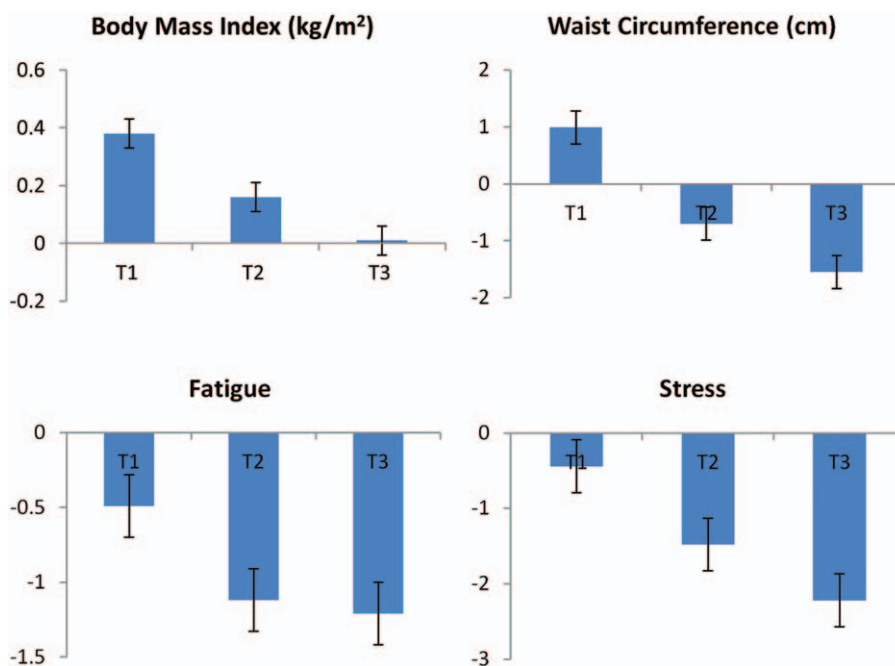 Body Mass Index (kg/m²)
0.6
0.4
0.2
0
-0.2
T1 T2 T3
Waist Circumference (cm)
2
1
0
-1
-2
T1 T2 T3
Fatigue
0
-0.5
-1
-1.5
T1 T2 T3
Stress
0
-1
-2
-3
T1 T2 T3